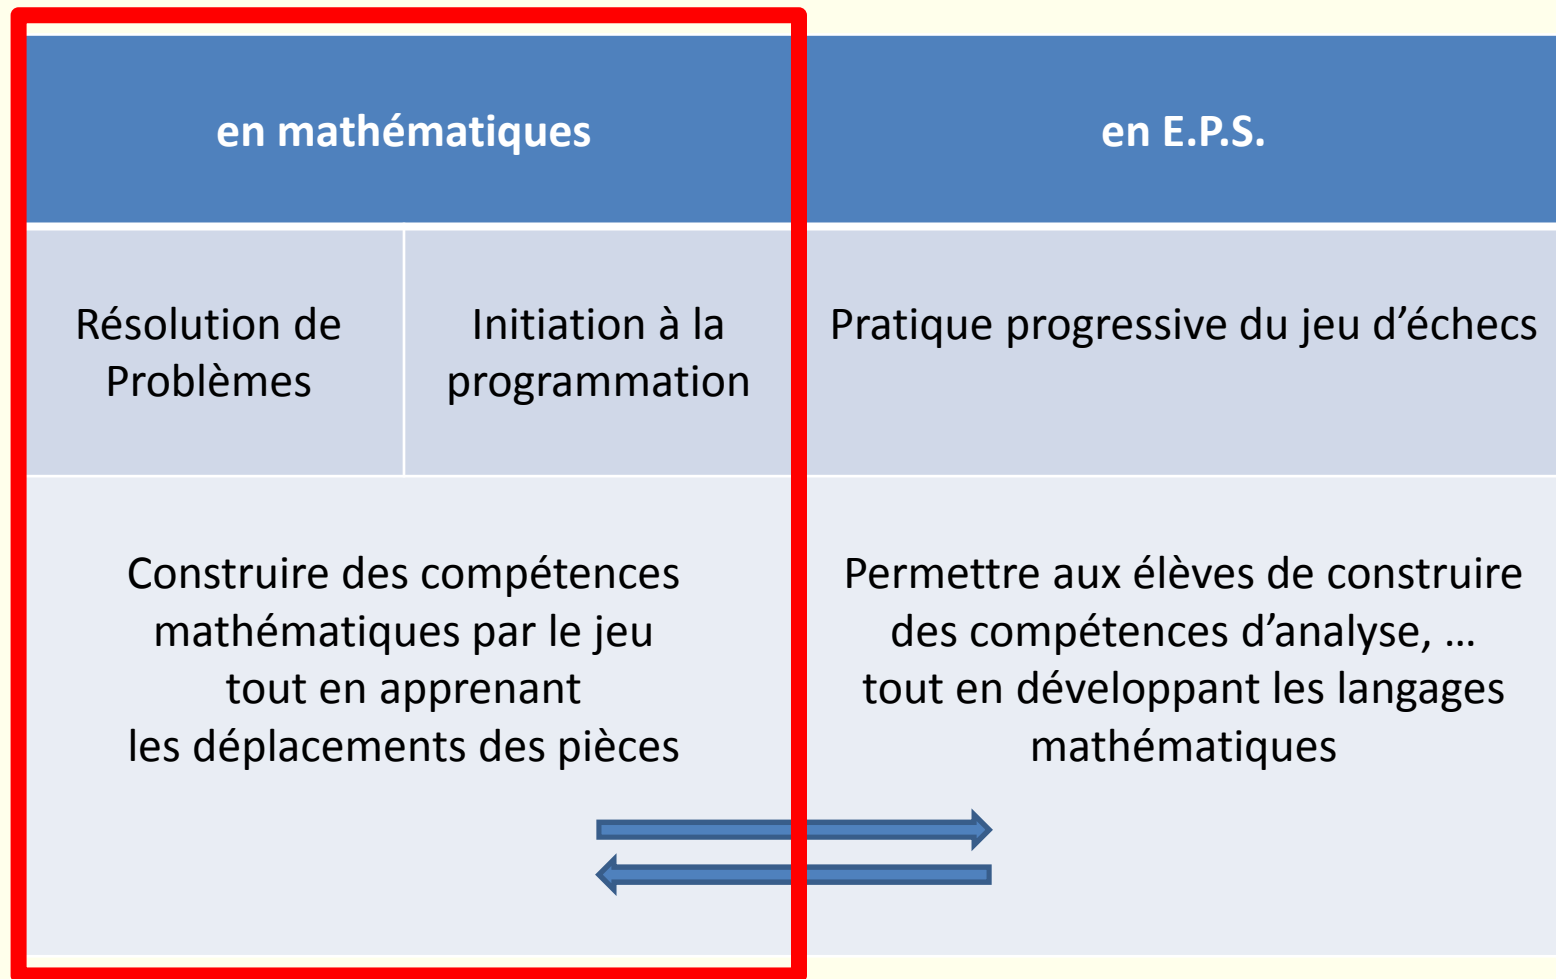 en mathématiques
en E.P.S.
Résolution de
Problèmes
Initiation à la
programmation
Pratique progressive du jeu d’échecs
Construire des compétences
mathématiques par le jeu
tout en apprenant
les déplacements des pièces
Permettre aux élèves de construire
des compétences d’analyse, …
tout en développant les langages
mathématiques